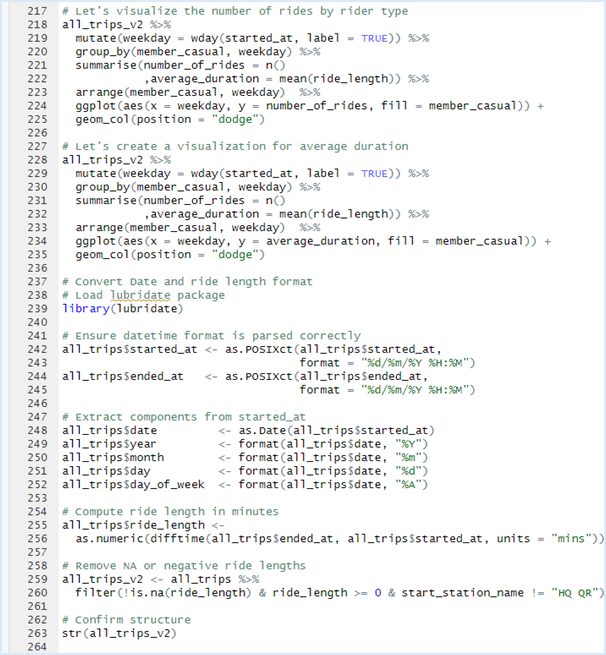 217 # Let's visualize the number of rides by rider type
218 all_trips_v2 %>%
219   mutate(weekday = wday(started_at, label = TRUE)) %>%
220   group_by(member_casual, weekday) %>%
221   summarise(number_of_rides = n()
222             ,average_duration = mean(ride_length)) %>%
223   arrange(member_casual, weekday)  %>%
224   ggplot(aes(x = weekday, y = number_of_rides, fill = member_casual)) +
225   geom_col(position = "dodge")
226
227 # Let's create a visualization for average duration
228 all_trips_v2 %>%
229   mutate(weekday = wday(started_at, label = TRUE)) %>%
230   group_by(member_casual, weekday) %>%
231   summarise(number_of_rides = n()
232             ,average_duration = mean(ride_length)) %>%
233   arrange(member_casual, weekday)  %>%
234   ggplot(aes(x = weekday, y = average_duration, fill = member_casual)) +
235   geom_col(position = "dodge")
236
237 # Convert Date and ride length format
238 # Load lubridate package
239 library(lubridate)
240
241 # Ensure datetime format is parsed correctly
242 all_trips$started_at <- as.POSIXct(all_trips$started_at,
243                                    format = "%d/%m/%Y %H:%M")
244 all_trips$ended_at   <- as.POSIXct(all_trips$ended_at,
245                                    format = "%d/%m/%Y %H:%M")
246
247 # Extract components from started_at
248 all_trips$date        <- as.Date(all_trips$started_at)
249 all_trips$year        <- format(all_trips$date, "%Y")
250 all_trips$month       <- format(all_trips$date, "%m")
251 all_trips$day         <- format(all_trips$date, "%d")
252 all_trips$day_of_week <- format(all_trips$date, "%A")
253
254 # Compute ride length in minutes
255 all_trips$ride_length <-
256   as.numeric(difftime(all_trips$ended_at, all_trips$started_at, units = "mins"))
257
258 # Remove NA or negative ride lengths
259 all_trips_v2 <- all_trips %>%
260   filter(!is.na(ride_length) & ride_length >= 0 & start_station_name != "HQ QR")
261
262 # Confirm structure
263 str(all_trips_v2)
264